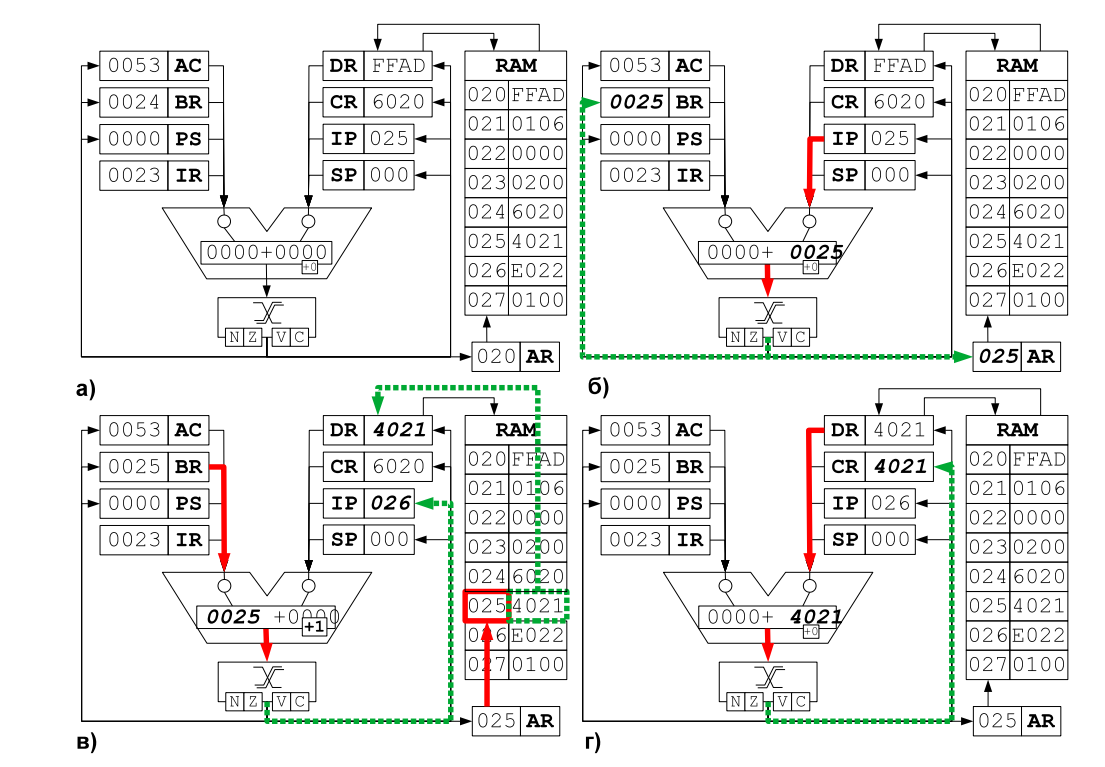 0053 AC
DR FFAD
RAM
0024 BR
CR 6020
020 FFAD
0000 PS
IP 025
021 0106
0023 IR
SP 000
022 0000
023 0200
024 6020
0000+0000
+0
025 4021
026 E022
027 0100
N Z V C
020 AR
а)
0053 AC
DR FFAD
RAM
0025 BR
CR 6020
020 FFAD
0000 PS
IP 025
021 0106
0023 IR
SP 000
022 0000
023 0200
024 6020
0000+ 0025
+0
025 4021
026 E022
027 0100
N Z V C
025 AR
б)
0053 AC
DR 4021
RAM
0025 BR
CR 6020
020 FFAD
0000 PS
IP 026
021 0106
0023 IR
SP 000
022 0000
023 0200
024 6020
0025 +0000
+1
025 4021
026 E022
027 0100
N Z V C
025 AR
в)
0053 AC
DR 4021
RAM
0025 BR
CR 4021
020 FFAD
0000 PS
IP 026
021 0106
0023 IR
SP 000
022 0000
023 0200
024 6020
0000+ 4021
+0
025 4021
026 E022
027 0100
N Z V C
025 AR
г)